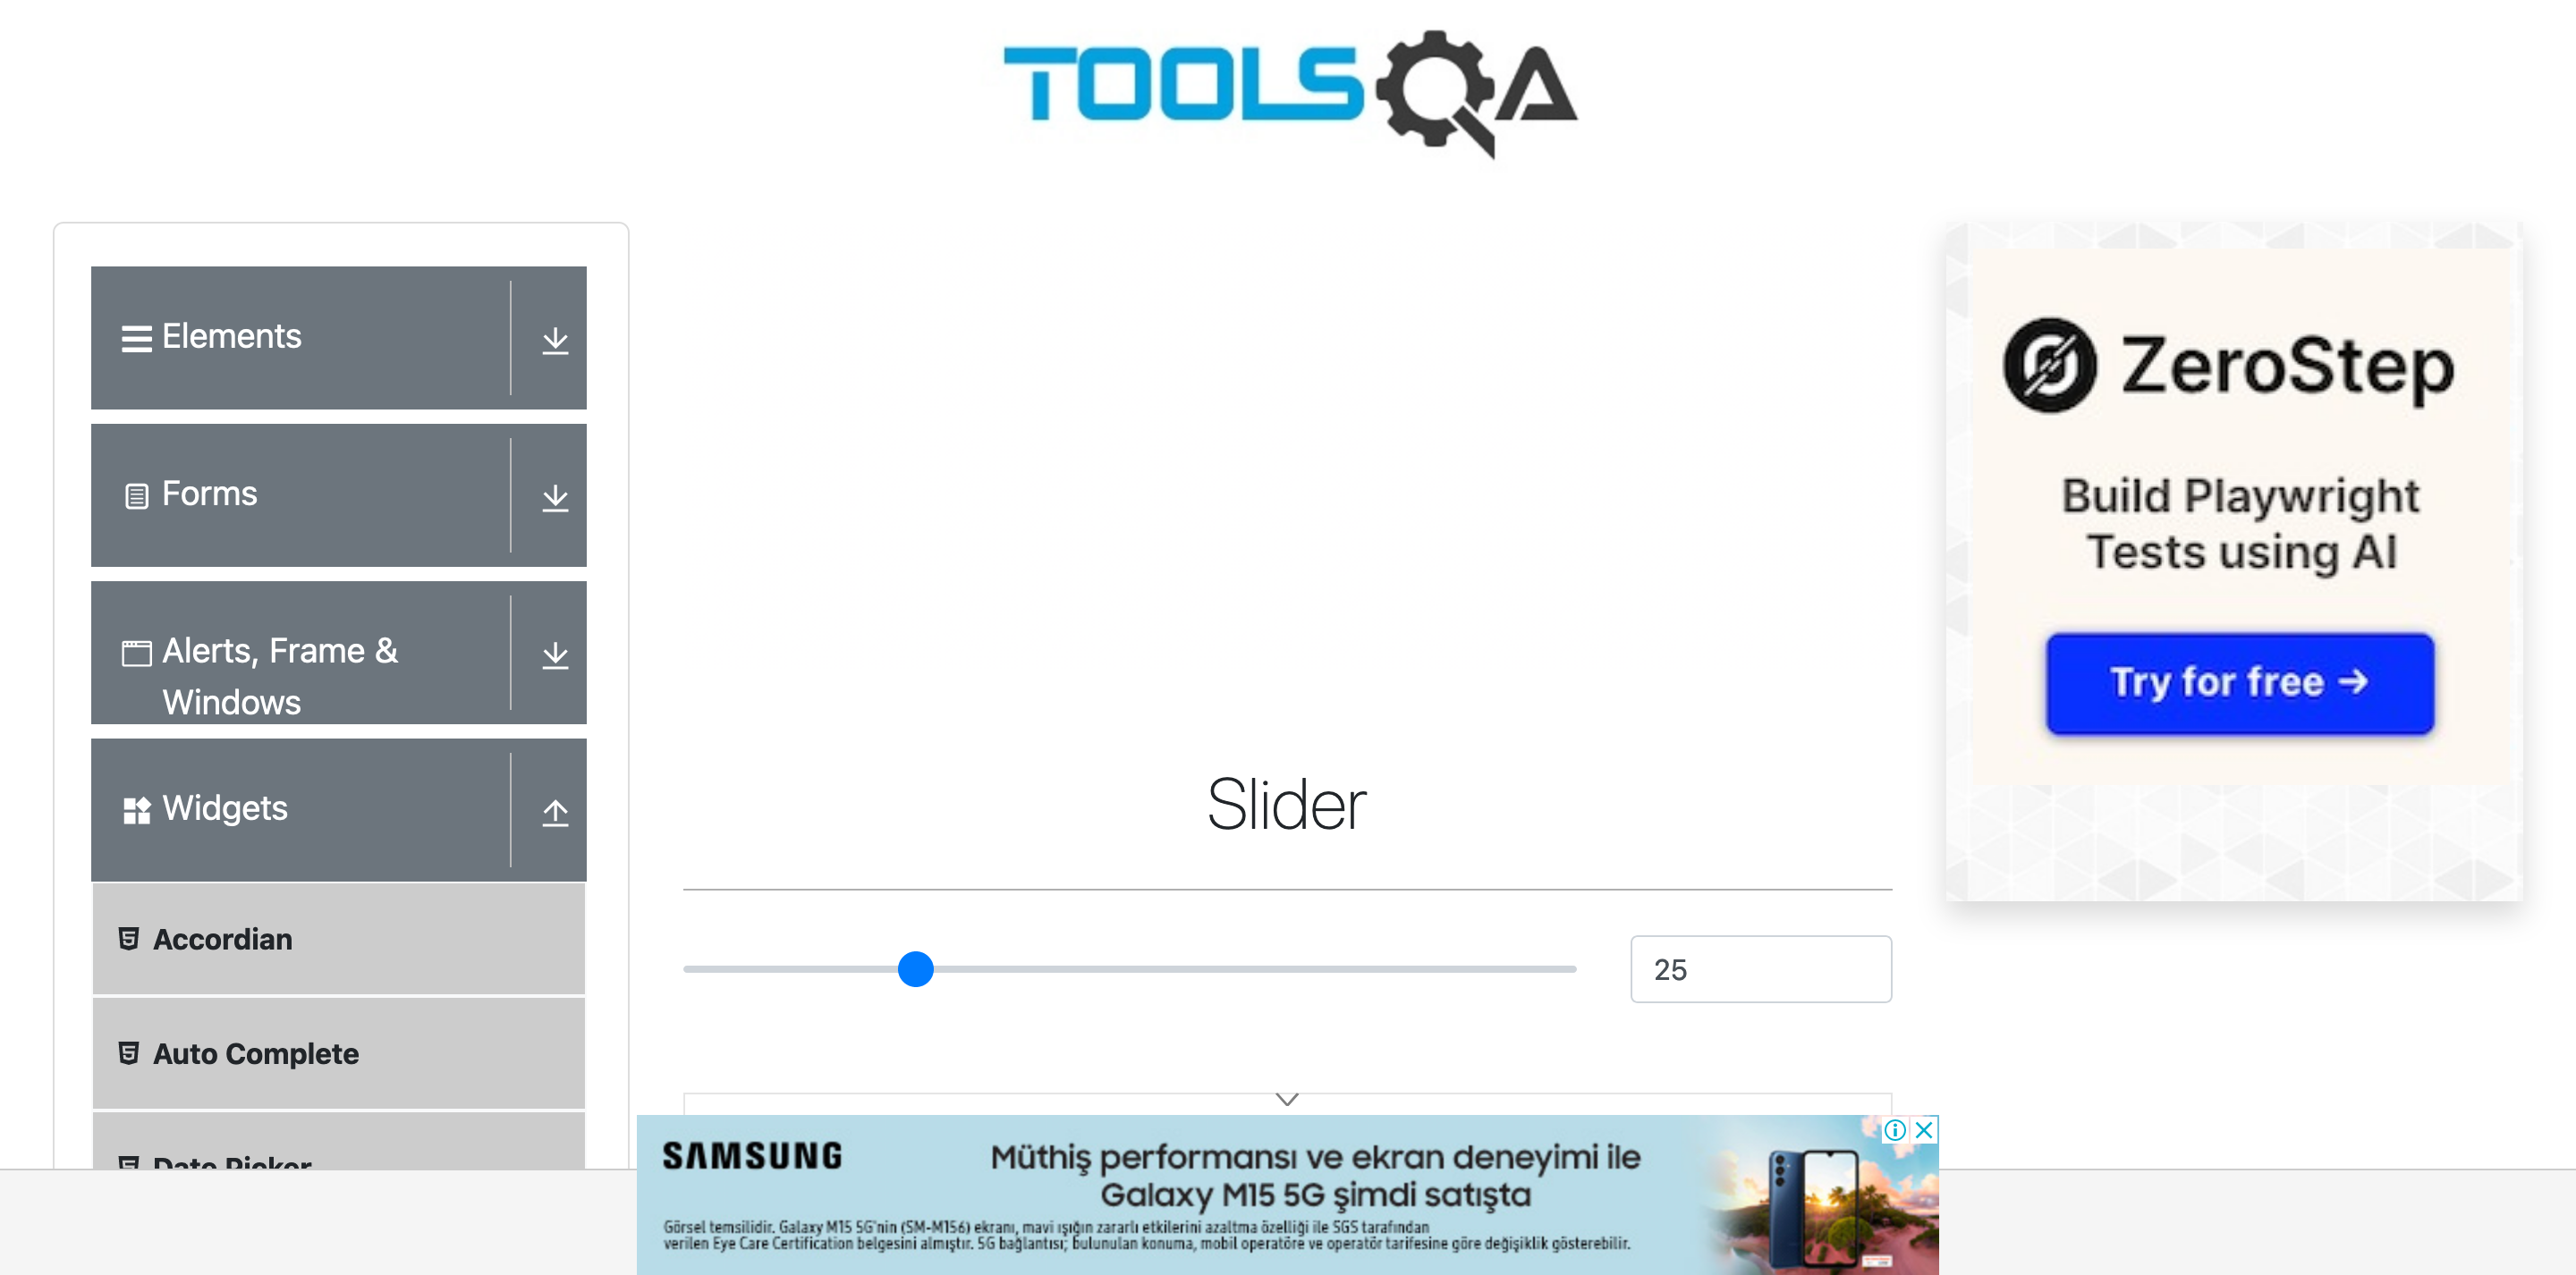 TOOLSQA
Elements
Forms
Alerts, Frame &
Windows
Widgets
Accordian
Auto Complete
Date Picker
Slider
25
ZeroStep
Build Playwright
Tests using AI
Try for free →
SAMSUNG
Müthiş performansı ve ekran deneyimi ile
Galaxy M15 5G şimdi satışta
Görsel temsilidir. Galaxy M15 5G'nin (SM-M156) ekranı, mavi ışığın zararlı etkilerini azaltma özelliği ile SGS tarafından
verilen Eye Care Certification belgesini almıştır. 5G bağlantısı; bulunulan konuma, mobil operatöre ve operatör tarifesine göre değişiklik gösterebilir.